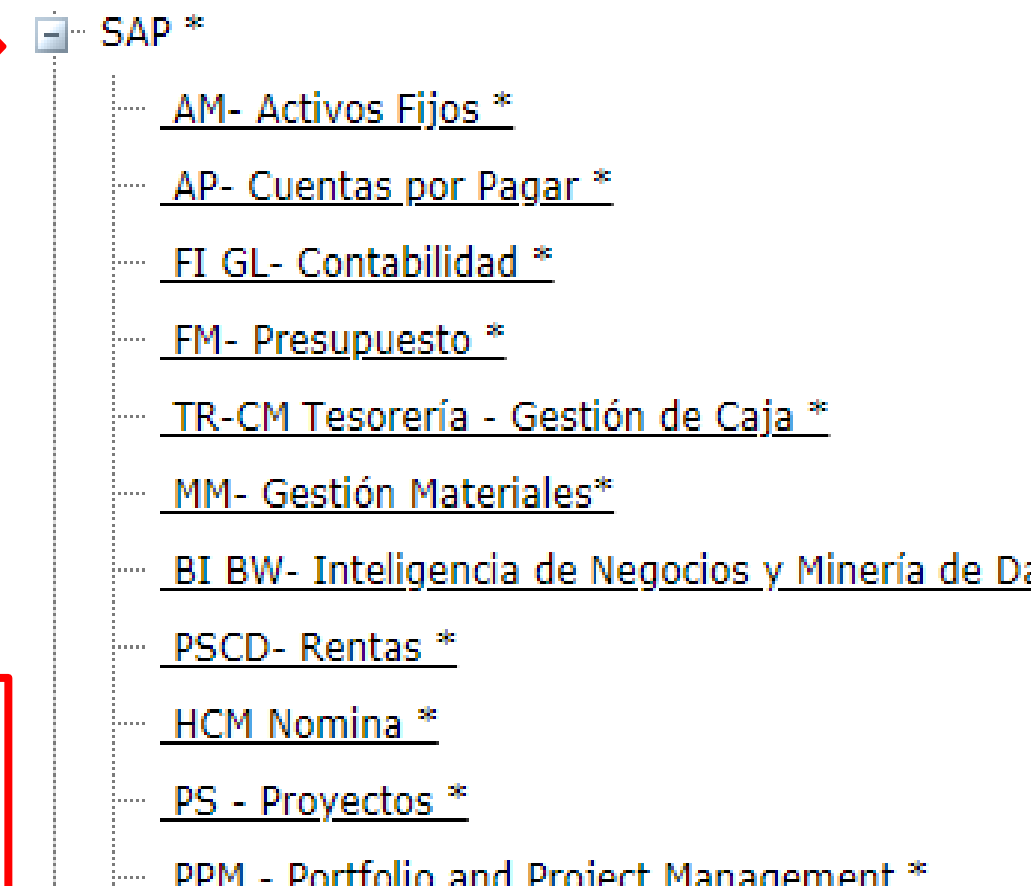 SAP *
AM- Activos Fijos *
AP- Cuentas por Pagar *
FI GL- Contabilidad *
FM- Presupuesto *
TR-CM Tesorería - Gestión de Caja *
MM- Gestión Materiales*
BI BW- Inteligencia de Negocios y Minería de
PSCD- Rentas *
HCM Nomina *
PS - Proyectos *
PPM - Portfolio and Project Management *